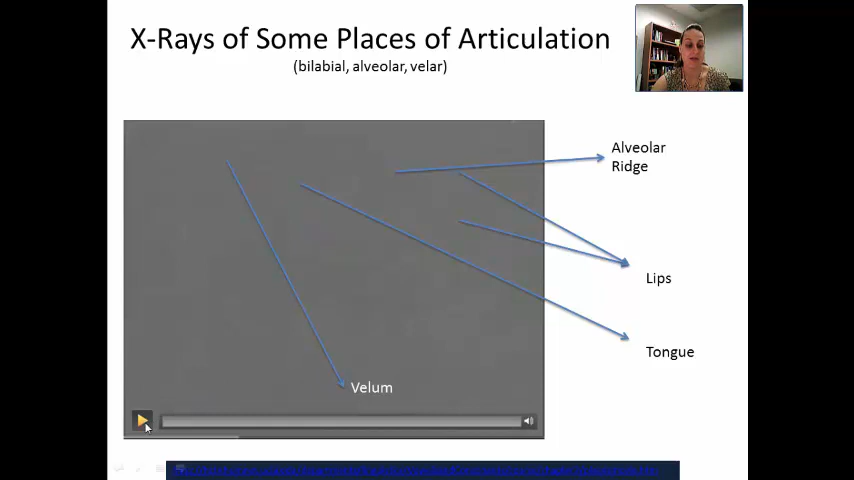 X-Rays of Some Places of Articulation
(bilabial, alveolar, velar)
Alveolar
Ridge
Lips
Tongue
Velum